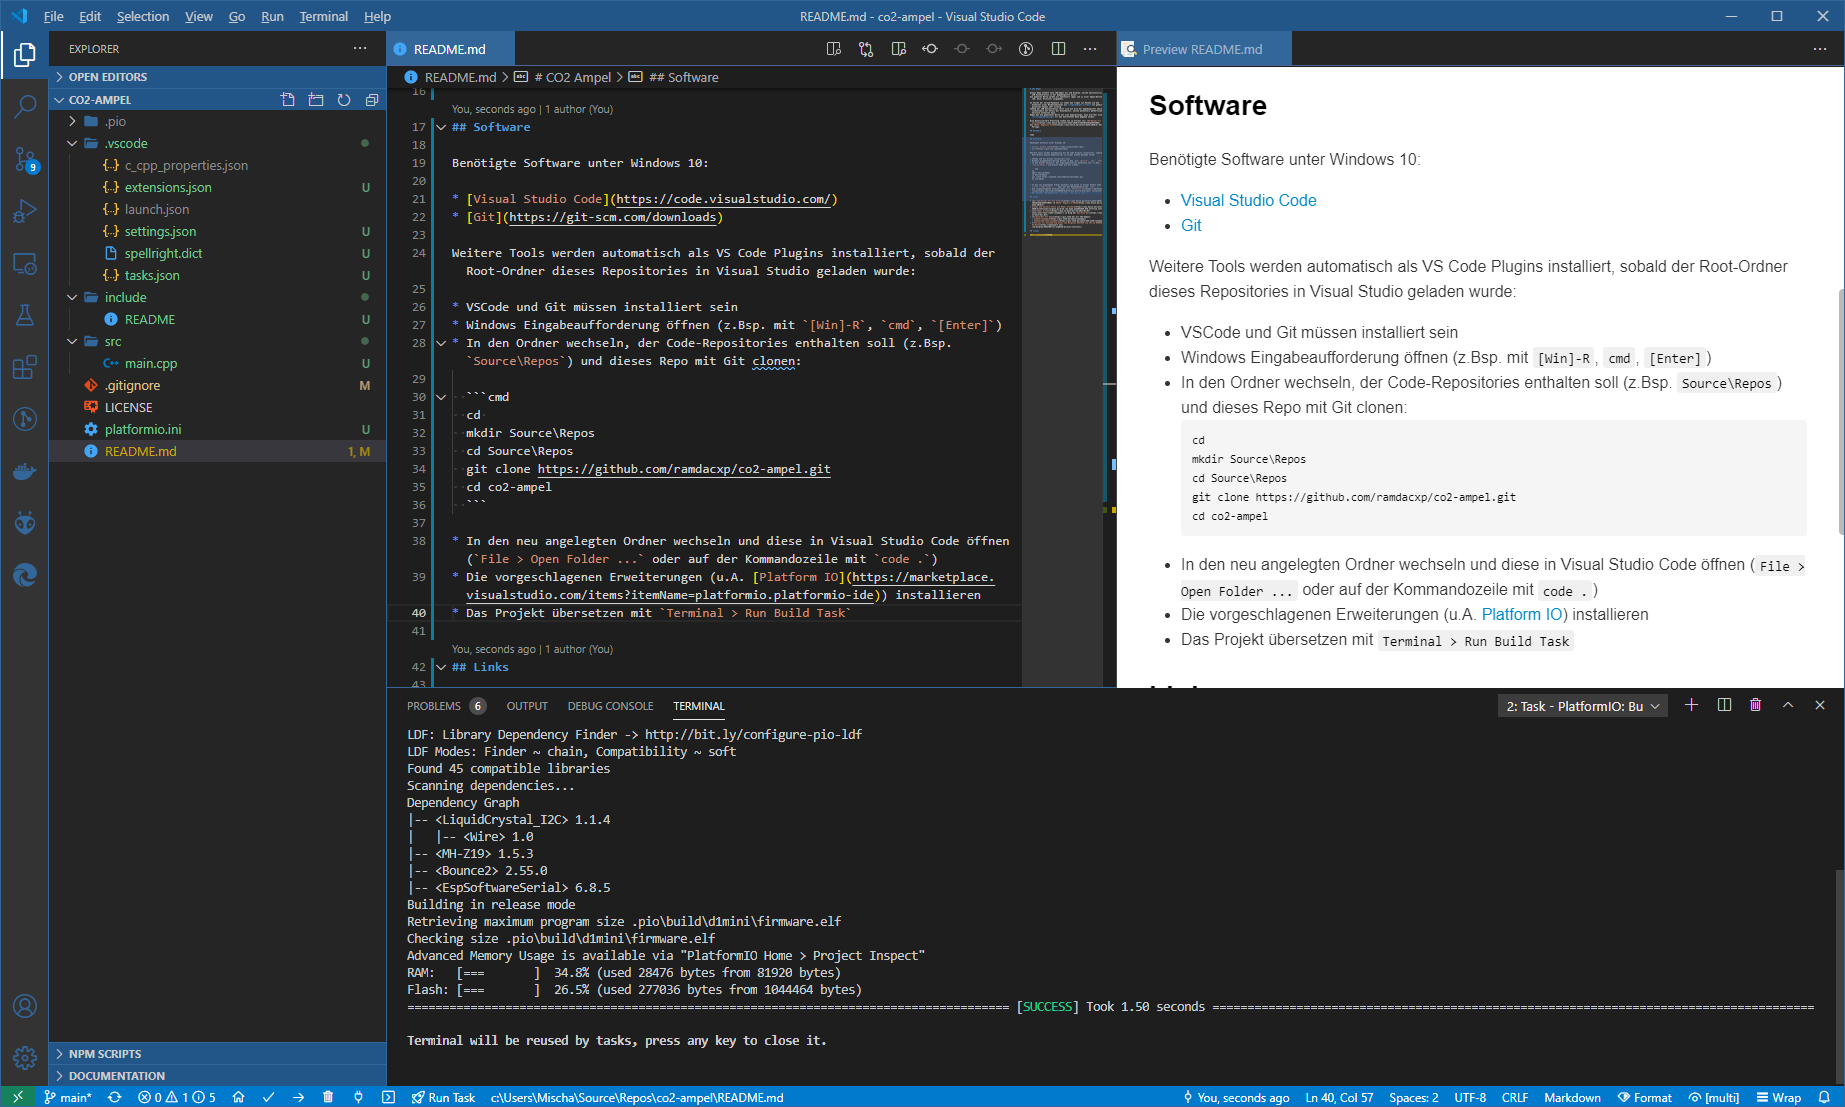 File Edit Selection View Go Run Terminal Help
README.md - co2-ampel - Visual Studio Code
EXPLORER
OPEN EDITORS
CO2-AMPEL
.pio
.vscode
c_cpp_properties.json
extensions.json U
launch.json
settings.json U
spellright.dict U
tasks.json U
include
README U
src
main.cpp U
.gitignore M
LICENSE
platformio.ini U
README.md 1, M
NPM SCRIPTS
DOCUMENTATION
9
README.md
README.md > # CO2 Ampel > ## Software
16
You, seconds ago | 1 author (You)
17 ## Software
18
19 Benötigte Software unter Windows 10:
20
21 * [Visual Studio Code](https://code.visualstudio.com/)
22 * [Git](https://git-scm.com/downloads)
23
24 Weitere Tools werden automatisch als VS Code Plugins installiert, sobald der
Root-Ordner dieses Repositories in Visual Studio geladen wurde:
25
26 * VSCode und Git müssen installiert sein
27 * Windows Eingabeaufforderung öffnen (z.Bsp. mit `[Win]-R`, `cmd`, `[Enter]`)
28 * In den Ordner wechseln, der Code-Repositories enthalten soll (z.Bsp.
`Source\Repos`) und dieses Repo mit Git clonen:
29
30 ```cmd
31 cd
32 mkdir Source\Repos
33 cd Source\Repos
34 git clone https://github.com/ramdacxp/co2-ampel.git
35 cd co2-ampel
36 ```
37
38 * In den neu angelegten Ordner wechseln und diese in Visual Studio Code öffnen
(`File > Open Folder ...` oder auf der Kommandozeile mit `code .`)
39 * Die vorgeschlagenen Erweiterungen (u.A. [Platform IO](https://marketplace.
visualstudio.com/items?itemName=platformio.platformio-ide)) installieren
40 * Das Projekt übersetzen mit `Terminal > Run Build Task`
41
You, seconds ago | 1 author (You)
42 ## Links
43
Preview README.md
Software
Benötigte Software unter Windows 10:
• Visual Studio Code
• Git
Weitere Tools werden automatisch als VS Code Plugins installiert, sobald der Root-Ordner
dieses Repositories in Visual Studio geladen wurde:
• VSCode und Git müssen installiert sein
• Windows Eingabeaufforderung öffnen (z.Bsp. mit [Win]-R, cmd, [Enter])
• In den Ordner wechseln, der Code-Repositories enthalten soll (z.Bsp. Source\Repos)
und dieses Repo mit Git clonen:
cd
mkdir Source\Repos
cd Source\Repos
git clone https://github.com/ramdacxp/co2-ampel.git
cd co2-ampel
• In den neu angelegten Ordner wechseln und diese in Visual Studio Code öffnen (File >
Open Folder ... oder auf der Kommandozeile mit code .)
• Die vorgeschlagenen Erweiterungen (u.A. Platform IO) installieren
• Das Projekt übersetzen mit Terminal > Run Build Task
PROBLEMS 6 OUTPUT DEBUG CONSOLE TERMINAL
2: Task - PlatformIO: Bu
LDF: Library Dependency Finder -> http://bit.ly/configure-pio-ldf
LDF Modes: Finder ~ chain, Compatibility ~ soft
Found 45 compatible libraries
Scanning dependencies...
Dependency Graph
|-- <LiquidCrystal_I2C> 1.1.4
|   |-- <Wire> 1.0
|-- <MH-Z19> 1.5.3
|-- <Bounce2> 2.55.0
|-- <EspSoftwareSerial> 6.8.5
Building in release mode
Retrieving maximum program size .pio\build\d1mini\firmware.elf
Checking size .pio\build\d1mini\firmware.elf
Advanced Memory Usage is available via "PlatformIO Home > Project Inspect"
RAM:   [===       ]  34.8% (used 28476 bytes from 81920 bytes)
Flash: [===       ]  26.5% (used 277036 bytes from 1044464 bytes)
[SUCCESS] Took 1.50 seconds
Terminal will be reused by tasks, press any key to close it.
main* 0 1 5 Run Task c:\Users\Mischa\Source\Repos\co2-ampel\README.md You, seconds ago Ln 40, Col 57 Spaces: 2 UTF-8 CRLF Markdown Format [multi] Wrap